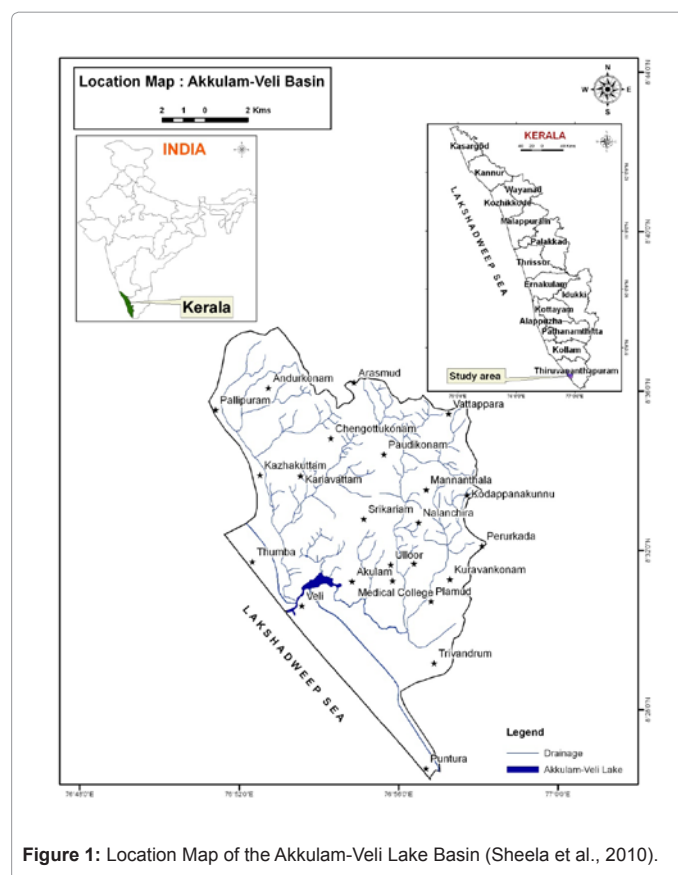 Location Map : Akkulam-Veli Basin
2 1 0 2 Kms
N
W E
S
INDIA
Kerala
KERALA
Kasargod
Kannur
Wayanad
Kozhikkode
Malappuram
Palakkad
Thrissur
Ernakulam
Idukki
Kottayam
Alappuzha
Pathanamthitta
Kollam
Thiruvananthapuram
Study area
LAKSHADWEEP SEA
Arasmud
Andurkonam
Pallipuram
Vattappara
Chengottukonam
Paudikonam
Kazhakuttam
Kariavattam
Mannanthala
Kodappanakunnu
Srikariam
Nalanchira
Perurkada
Thumba
Ulloor
Akulam
Kuravankonam
Medical College
Plamud
Veli
Trivandrum
LAKSHADWEEP SEA
Puntura
Legend
Drainage
Akkulam-Veli Lake
8°36'0"N
8°32'0"N
8°28'0"N
76°48'0"E
76°52'0"E
76°56'0"E
77°0'0"E
Figure 1: Location Map of the Akkulam-Veli Lake Basin (Sheela et al., 2010).